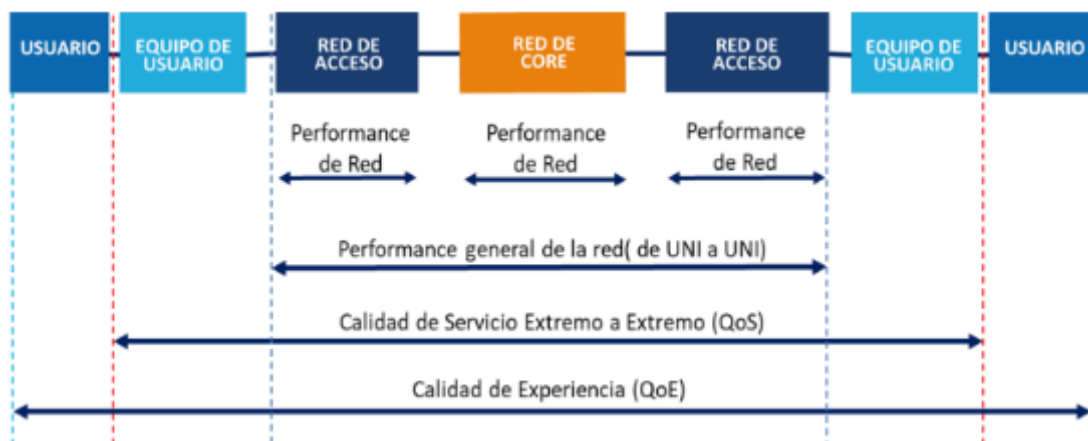 USUARIO
EQUIPO DE
USUARIO
RED DE
ACCESO
RED DE
CORE
RED DE
ACCESO
EQUIPO DE
USUARIO
USUARIO
Performance
de Red
Performance
de Red
Performance
de Red
Performance general de la red( de UNI a UNI)
Calidad de Servicio Extremo a Extremo (QoS)
Calidad de Experiencia (QoE)